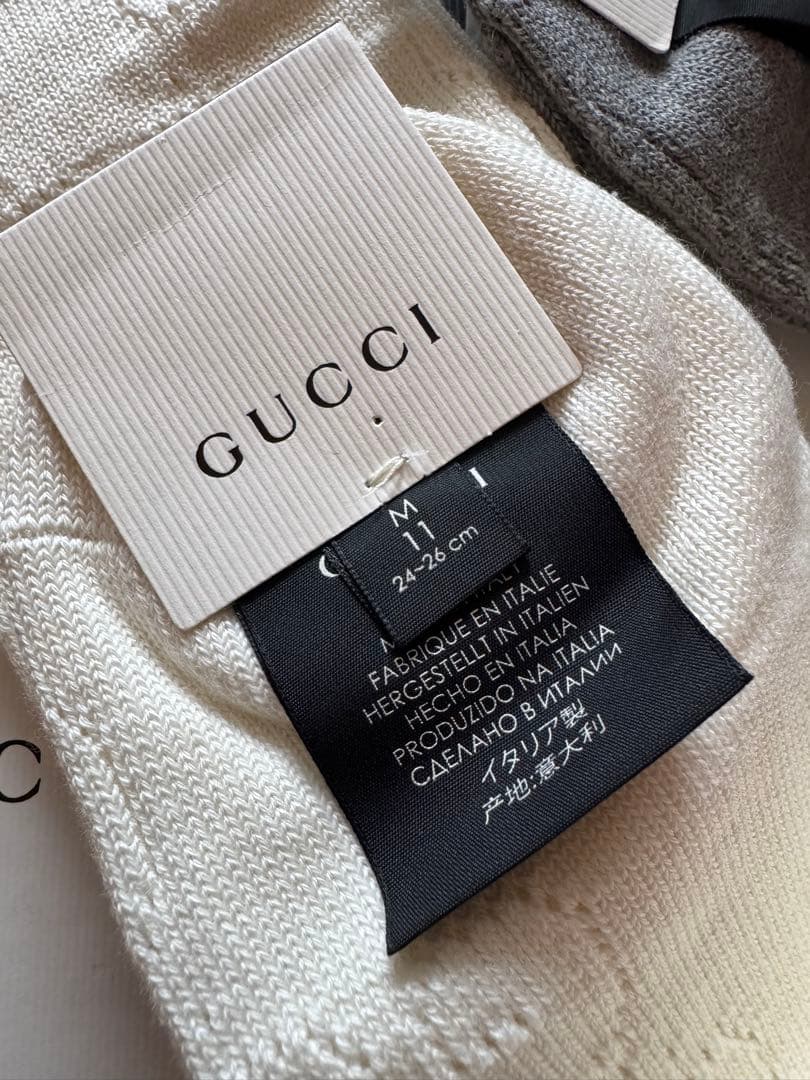 GUCCI
M
11
24-26 cm
FABRIQUE EN ITALIE
HERGESTELLT IN ITALIEN
HECHO EN ITALIA
PRODUZIDO NA ITALIA
СДЕЛАНО В ИТАЛИИ
イタリア製
产地:意大利
C